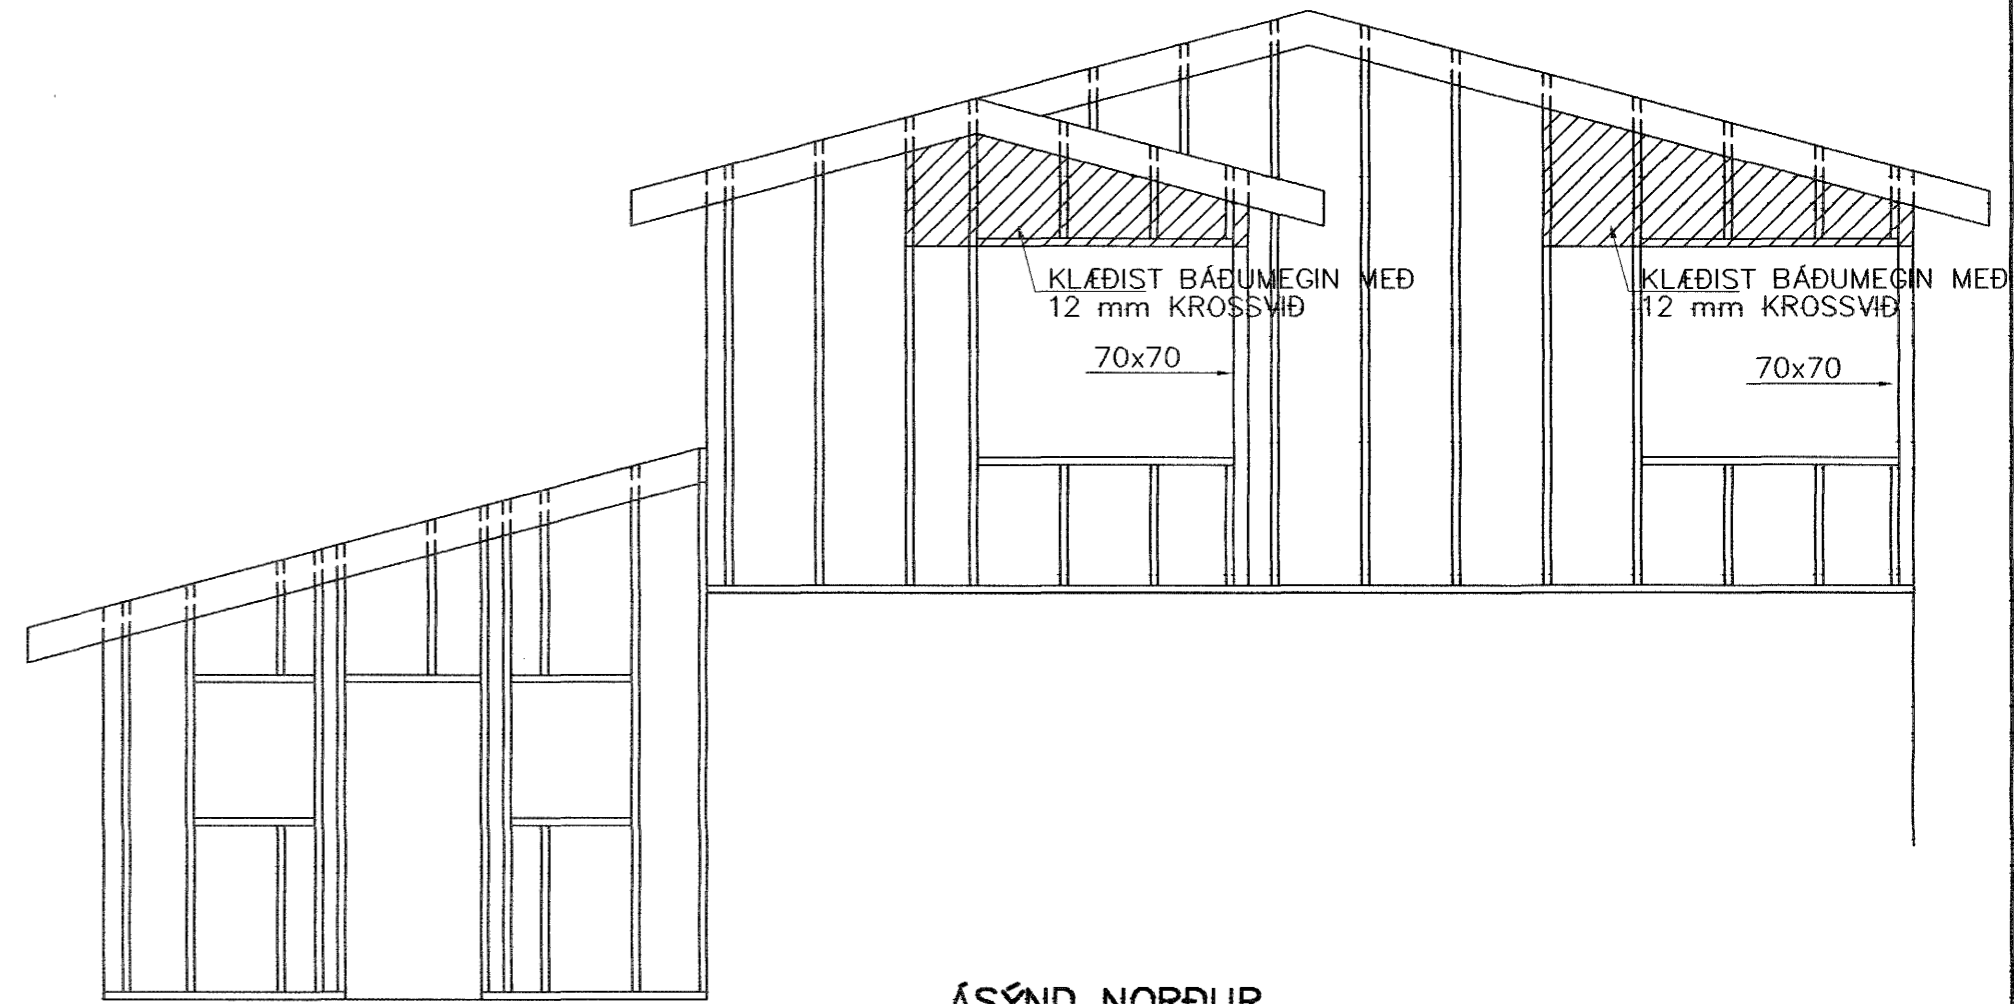 KLÆÐIST BÁÐUMEGIN MEÐ
12 mm KROSSVIÐ
70x70
KLÆÐIST BÁÐUMEGIN MEÐ
12 mm KROSSVIÐ
70x70
ÁSÝND NORÐUR